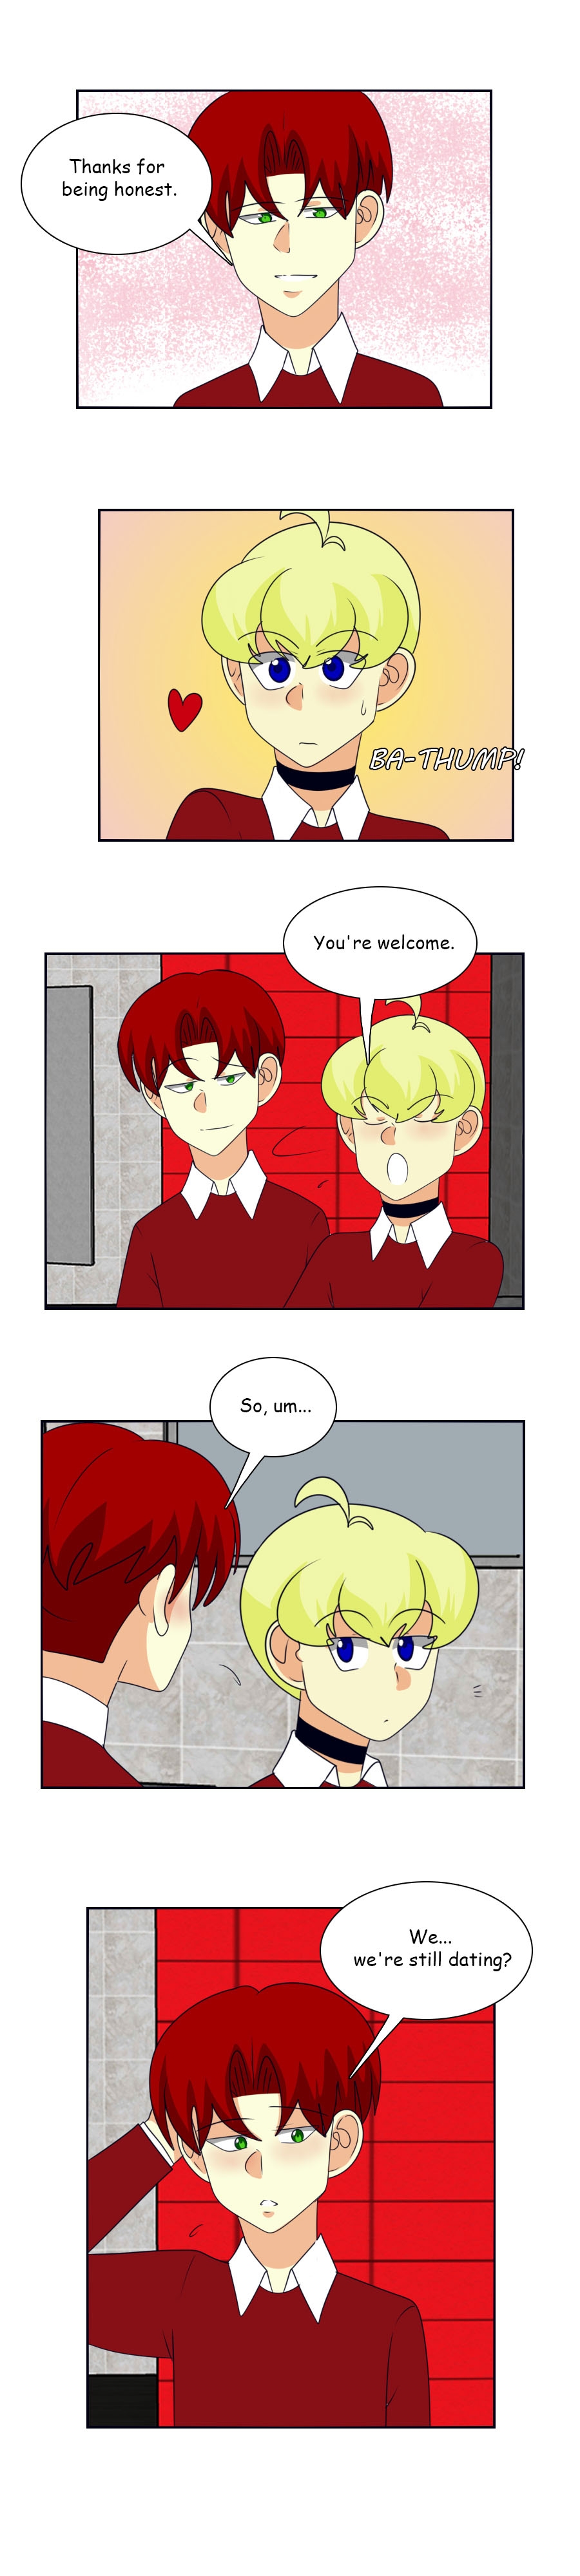 Thanks for
being honest.
BA-THUMP!
You're welcome.
So, um...
We...
we're still dating?